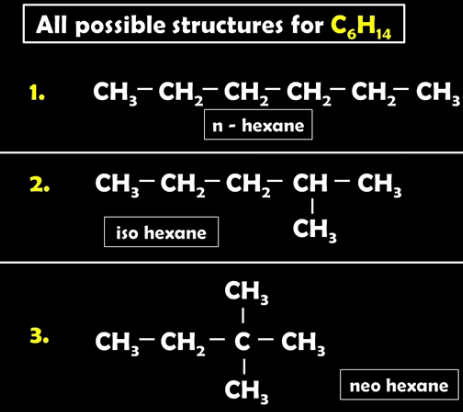 All possible structures for C₆H₁₄
1. CH₃ – CH₂ – CH₂ – CH₂ – CH₂ – CH₃
n - hexane
2. CH₃ – CH₂ – CH₂ – CH – CH₃
|
CH₃
iso hexane
CH₃
|
3. CH₃ – CH₂ – C – CH₃
|
CH₃
neo hexane